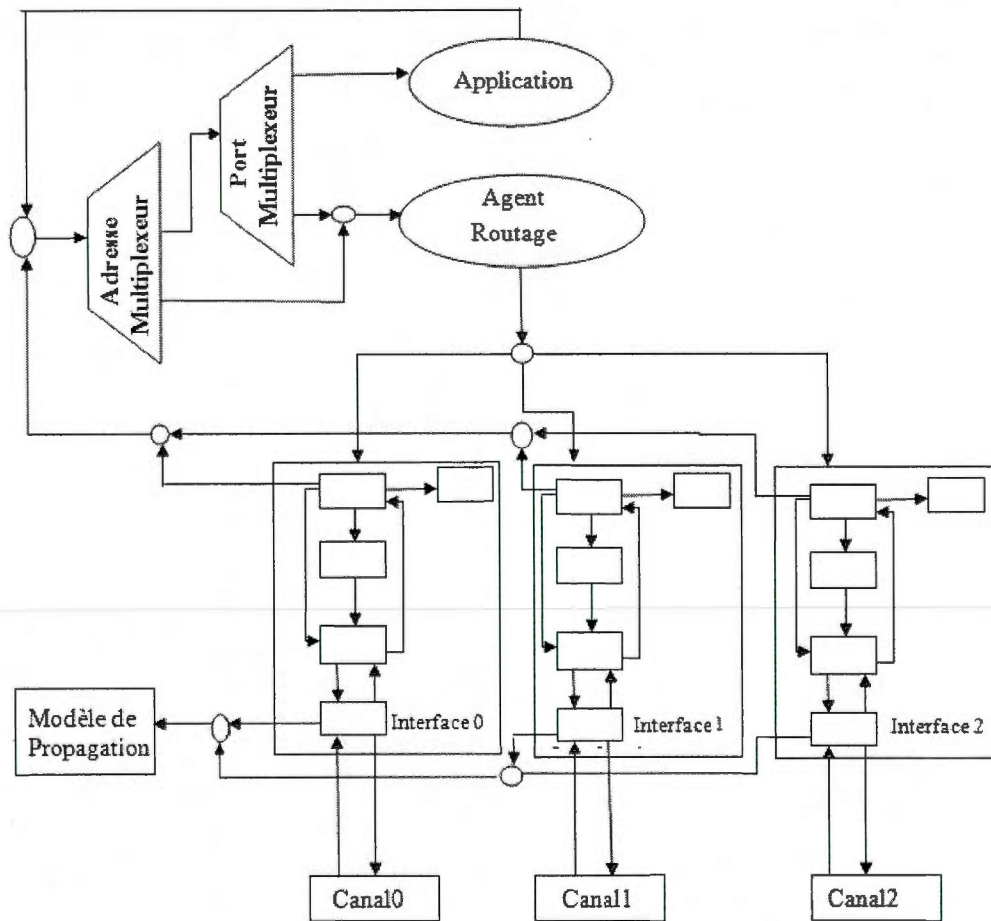 Application
Port
Multiplexeur
Adresse
Multiplexeur
Agent
Routage
Modèle de
Propagation
Interface 0
Interface 1
Interface 2
Canal0
Canal1
Canal2